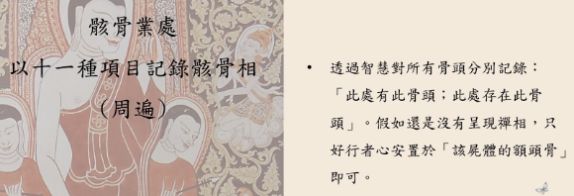 骸骨業處
以十一種項目記錄骸骨相
（周遍）
• 透過智慧對所有骨頭分別記錄：
「此處有此骨頭；此處存在此骨
頭」。假如還是沒有呈現禪相，只
好行者心安置於「該屍體的額頭骨」
即可。